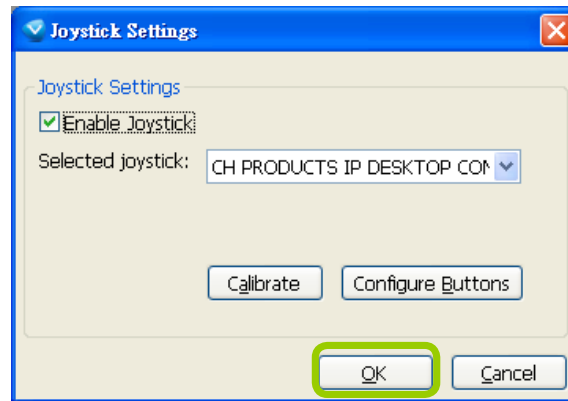 Joystick Settings
Joystick Settings
Enable Joystick
Selected joystick: CH PRODUCTS IP DESKTOP CON
Calibrate Configure Buttons
OK Cancel